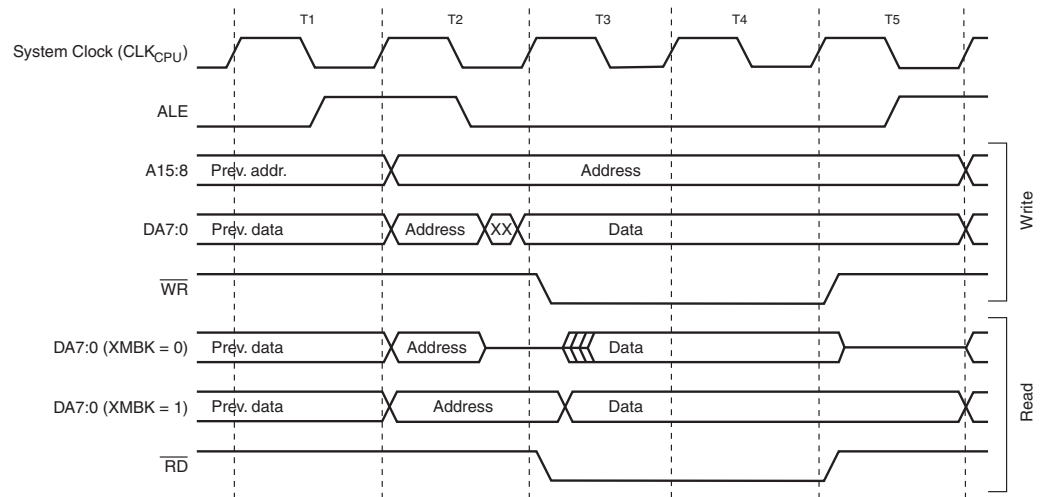 T1 T2 T3 T4 T5
System Clock (CLKCPU)
ALE
A15:8 Prev. addr. Address
DA7:0 Prev. data Address XX Data
WR
Write
DA7:0 (XMBK = 0) Prev. data Address Data
DA7:0 (XMBK = 1) Prev. data Address Data
RD
Read